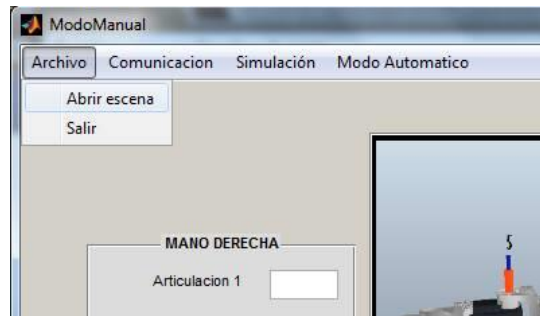 ModoManual
Archivo Comunicacion Simulación Modo Automatico
Abrir escena
Salir
MANO DERECHA
Articulacion 1
5